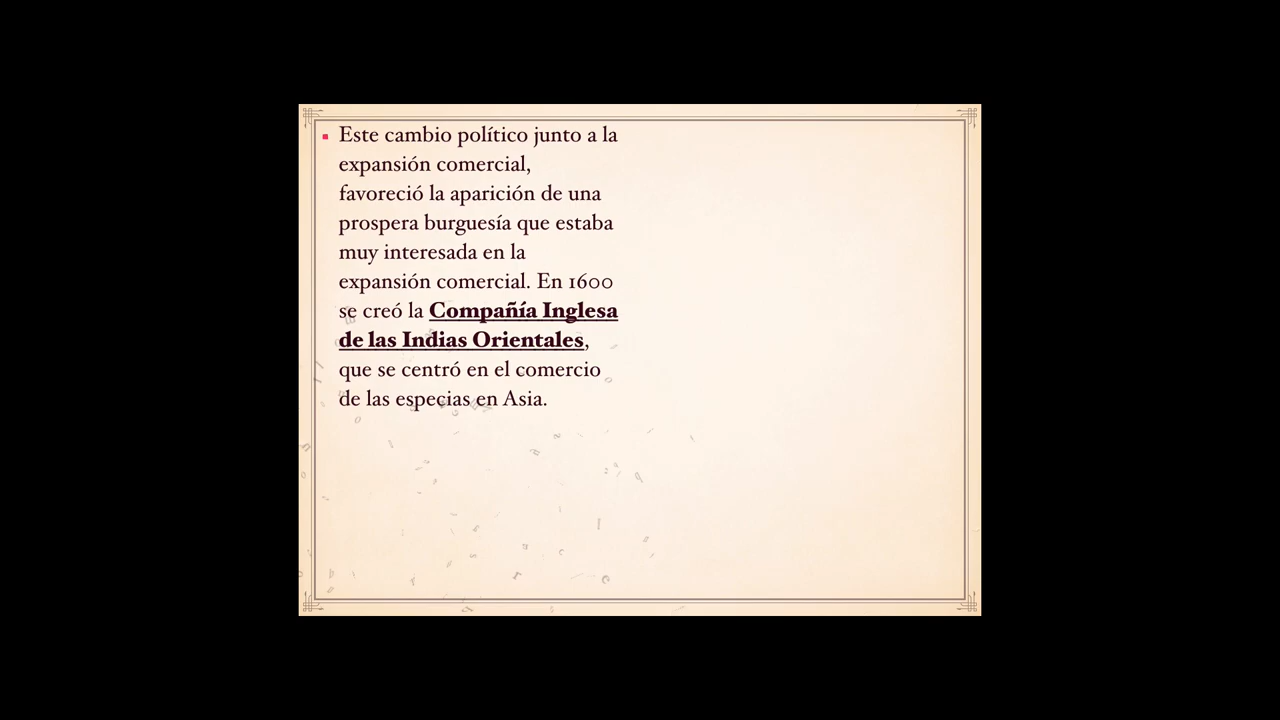 Este cambio político junto a la
expansión comercial,
favoreció la aparición de una
prospera burguesía que estaba
muy interesada en la
expansión comercial. En 1600
se creó la Compañía Inglesa
de las Indias Orientales,
que se centró en el comercio
de las especias en Asia.